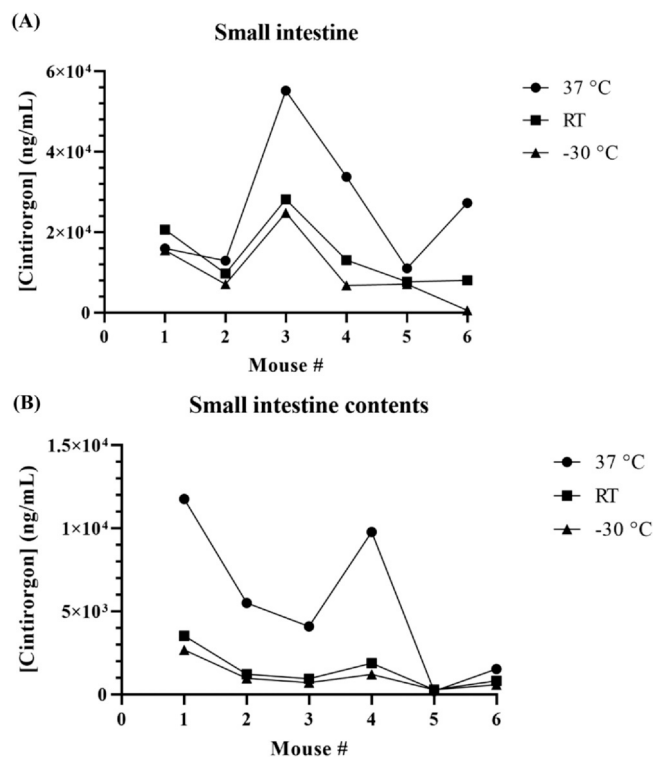 (A)
Small intestine
[Cintirorgon] (ng/mL)
6×10⁴
4×10⁴
2×10⁴
0
0 1 2 3 4 5 6
Mouse #
37 °C
RT
-30 °C
(B)
Small intestine contents
[Cintirorgon] (ng/mL)
1.5×10⁴
1×10⁴
5×10³
0
0 1 2 3 4 5 6
Mouse #
37 °C
RT
-30 °C